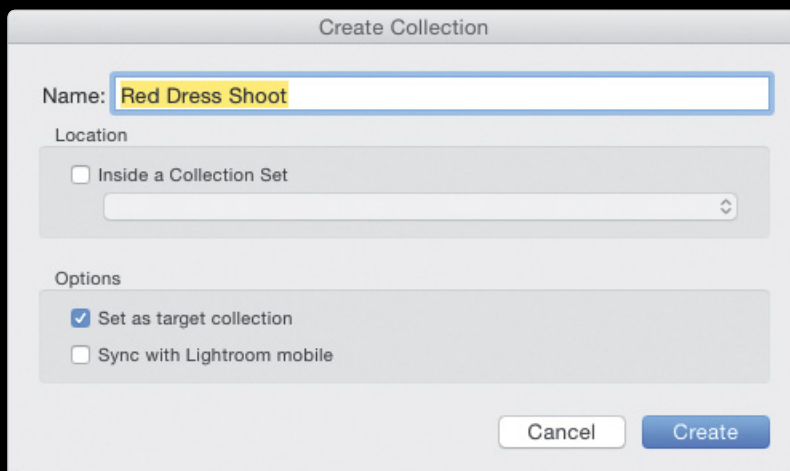 Create Collection
Name: Red Dress Shoot
Location
Inside a Collection Set
Options
Set as target collection
Sync with Lightroom mobile
Cancel Create